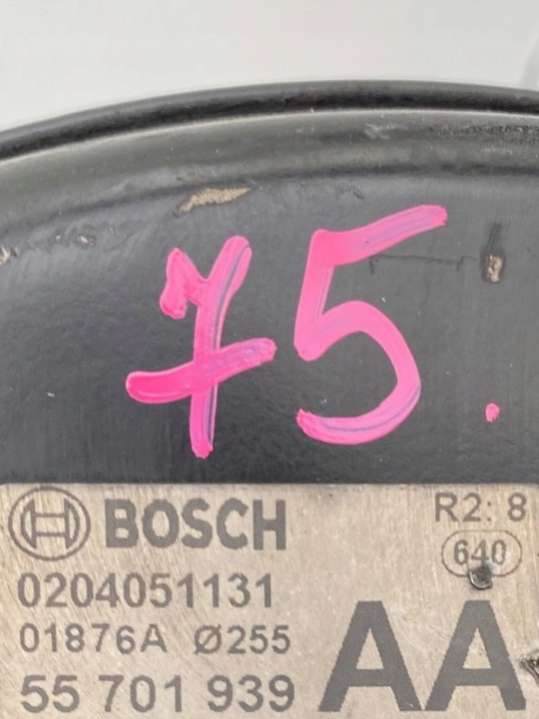 75.
BOSCH R2: 8
0204051131 640
01876A Ø255
55 701 939 AA